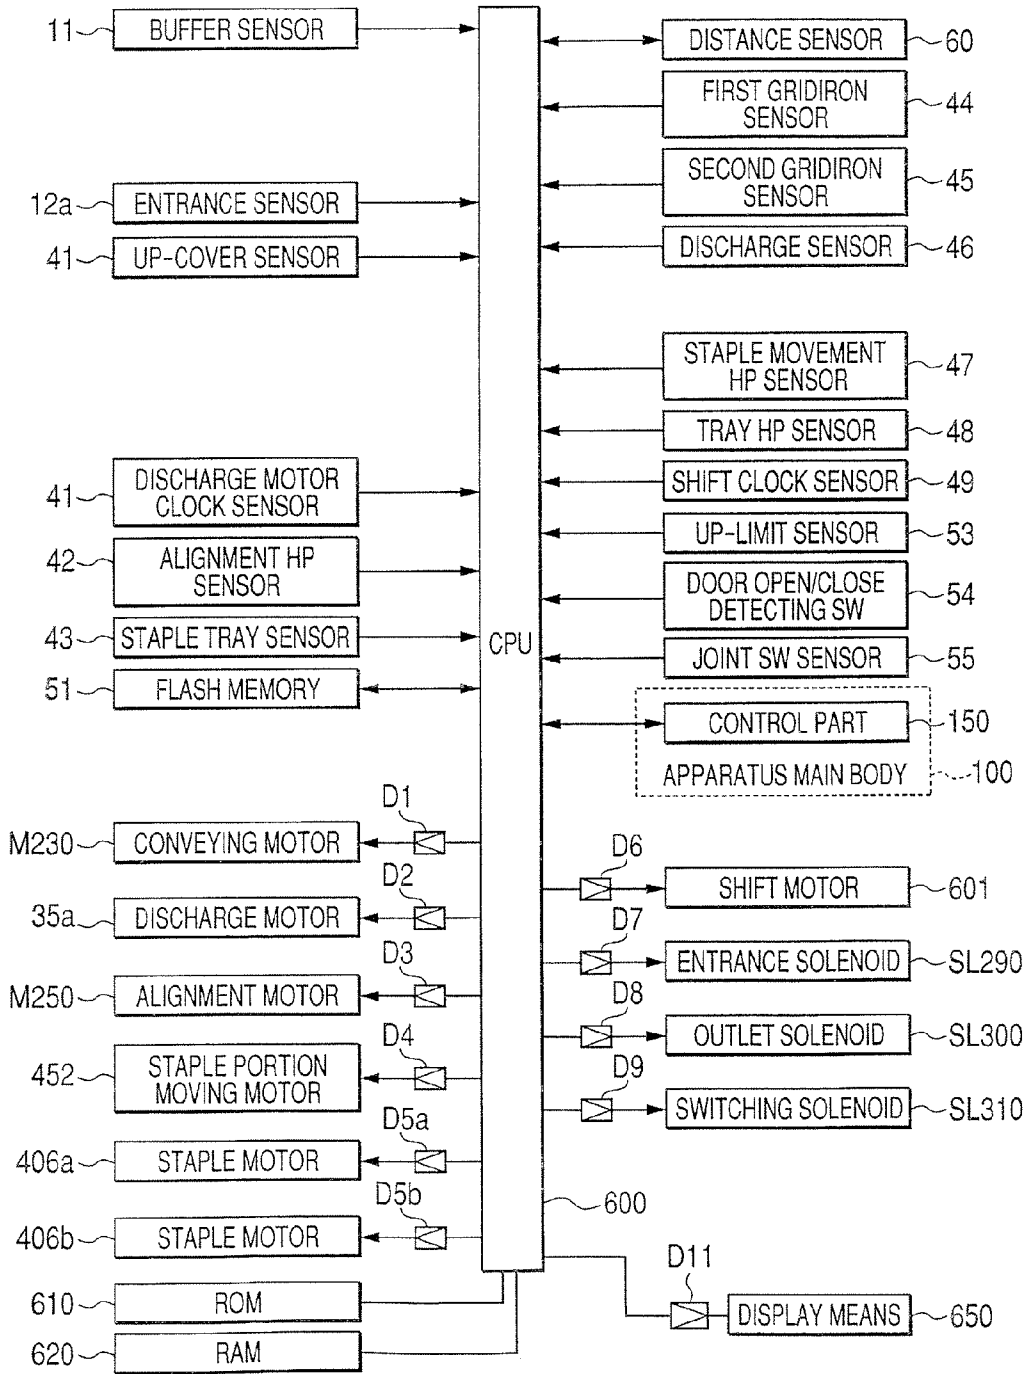 11 BUFFER SENSOR
12a ENTRANCE SENSOR
41 UP-COVER SENSOR
41 DISCHARGE MOTOR
CLOCK SENSOR
42 ALIGNMENT HP
SENSOR
43 STAPLE TRAY SENSOR
51 FLASH MEMORY
D1
M230 CONVEYING MOTOR
D2
35a DISCHARGE MOTOR
D3
M250 ALIGNMENT MOTOR
D4
452 STAPLE PORTION
MOVING MOTOR
D5a
406a STAPLE MOTOR
D5b
406b STAPLE MOTOR
610 ROM
620 RAM
CPU
600
DISTANCE SENSOR 60
FIRST GRIDIRON
SENSOR 44
SECOND GRIDIRON
SENSOR 45
DISCHARGE SENSOR 46
STAPLE MOVEMENT
HP SENSOR 47
TRAY HP SENSOR 48
SHIFT CLOCK SENSOR 49
UP-LIMIT SENSOR 53
DOOR OPEN/CLOSE
DETECTING SW 54
JOINT SW SENSOR 55
CONTROL PART 150
APPARATUS MAIN BODY 100
D6
SHIFT MOTOR 601
D7
ENTRANCE SOLENOID SL290
D8
OUTLET SOLENOID SL300
D9
SWITCHING SOLENOID SL310
D11
DISPLAY MEANS 650